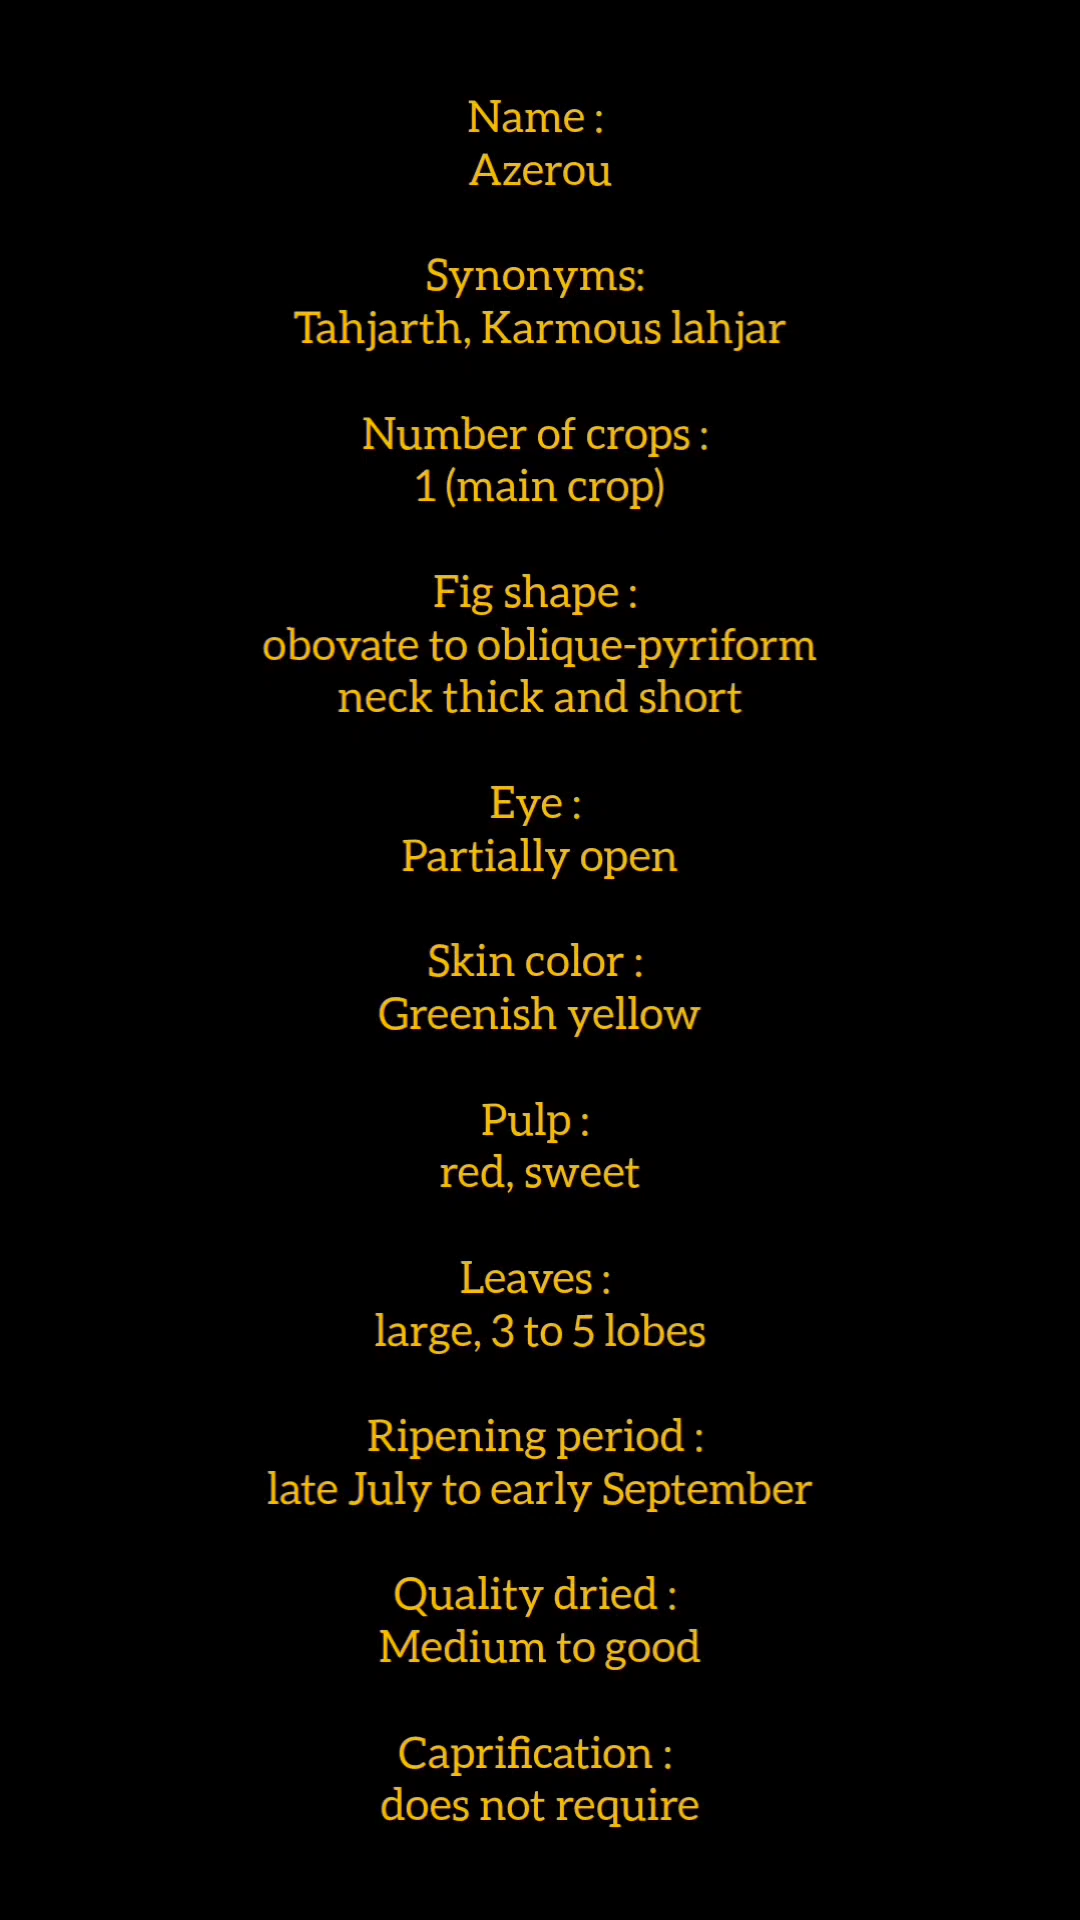 Name :
Azerou
Synonyms:
Tahjarth, Karmous lahjar
Number of crops :
1 (main crop)
Fig shape :
obovate to oblique-pyriform
neck thick and short
Eye :
Partially open
Skin color :
Greenish yellow
Pulp :
red, sweet
Leaves :
large, 3 to 5 lobes
Ripening period :
late July to early September
Quality dried :
Medium to good
Caprification :
does not require